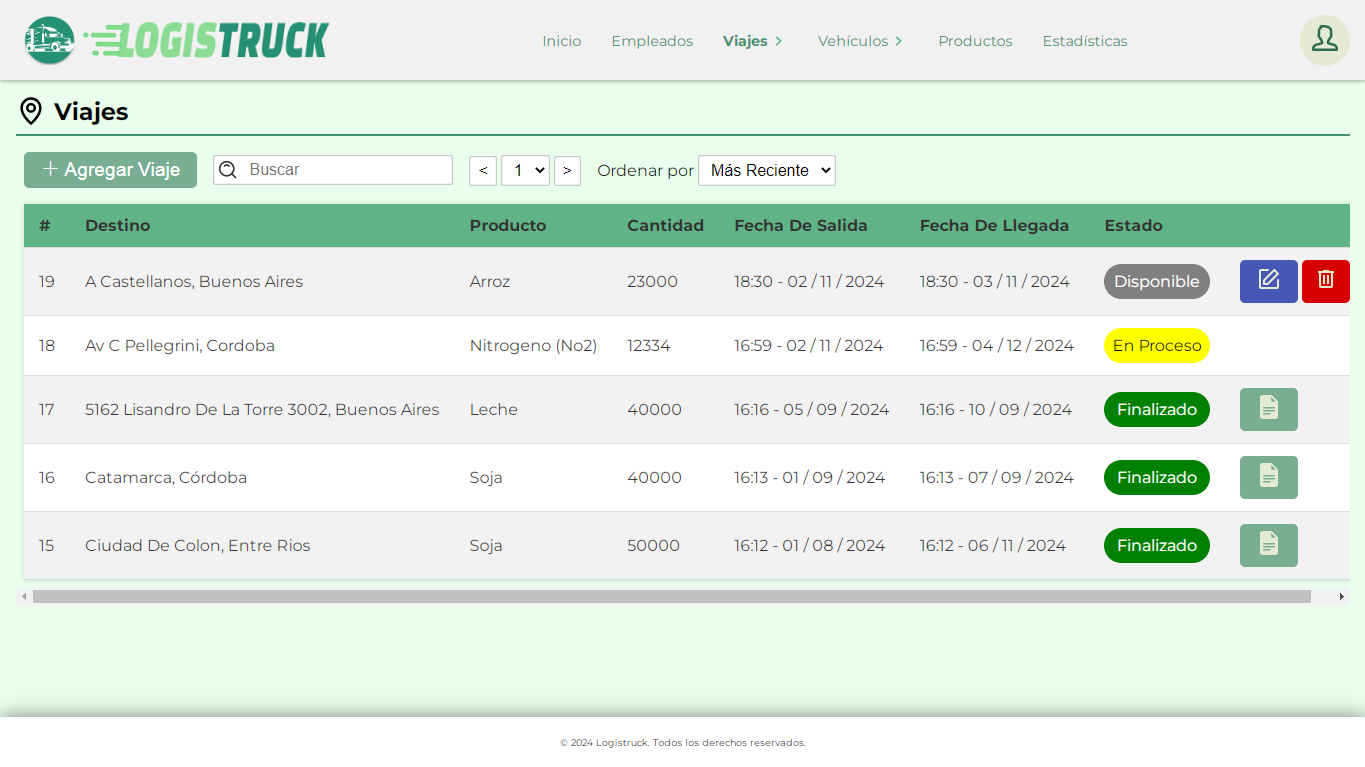 LOGISTRUCK Inicio Empleados Viajes > Vehículos > Productos Estadísticas
Viajes
+ Agregar Viaje Buscar < 1 > Ordenar por Más Reciente
# Destino Producto Cantidad Fecha De Salida Fecha De Llegada Estado
19 A Castellanos, Buenos Aires Arroz 23000 18:30 - 02 / 11 / 2024 18:30 - 03 / 11 / 2024 Disponible
18 Av C Pellegrini, Cordoba Nitrogeno (No2) 12334 16:59 - 02 / 11 / 2024 16:59 - 04 / 12 / 2024 En Proceso
17 5162 Lisandro De La Torre 3002, Buenos Aires Leche 40000 16:16 - 05 / 09 / 2024 16:16 - 10 / 09 / 2024 Finalizado
16 Catamarca, Córdoba Soja 40000 16:13 - 01 / 09 / 2024 16:13 - 07 / 09 / 2024 Finalizado
15 Ciudad De Colon, Entre Rios Soja 50000 16:12 - 01 / 08 / 2024 16:12 - 06 / 11 / 2024 Finalizado
© 2024 Logistruck. Todos los derechos reservados.